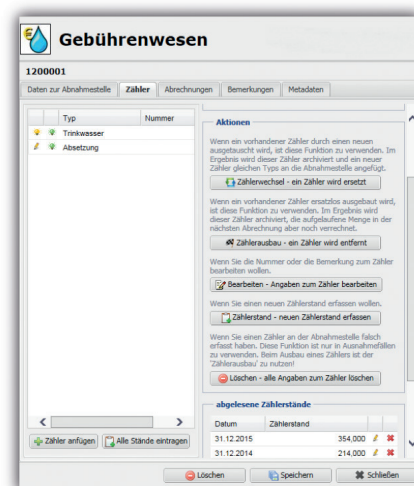 Gebührenwesen
1200001
Daten zur Abnahmestelle
Zähler
Abrechnungen
Bemerkungen
Metadaten
Typ
Nummer
Trinkwasser
Absetzung
Zähler anfügen
Alle Stände eintragen
Aktionen
Wenn ein vorhandener Zähler durch einen neuen
ausgetauscht wird, ist diese Funktion zu verwenden. Im
Ergebnis wird dieser Zähler archiviert und ein neuer
Zähler gleichen Typs an die Abnahmestelle angefügt.
Zählerwechsel - ein Zähler wird ersetzt
Wenn ein vorhandener Zähler ersatzlos ausgebaut wird,
ist diese Funktion zu verwenden. Im Ergebnis wird
dieser Zähler archiviert, die aufgelaufene Menge in der
nächsten Abrechnung aber noch verrechnet.
Zählerausbau - ein Zähler wird entfernt
Wenn Sie die Nummer oder die Bemerkung zum Zähler
bearbeiten wollen.
Bearbeiten - Angaben zum Zähler bearbeiten
Wenn Sie einen neuen Zählerstand erfassen wollen.
Zählerstand - neuen Zählerstand erfassen
Wenn Sie einen Zähler an der Abnahmestelle falsch
erfasst haben. Diese Funktion ist nur in Ausnahmefällen
zu verwenden. Beim Ausbau eines Zählers ist der
'Zählerausbau' zu nutzen!
Löschen - alle Angaben zum Zähler löschen
abgelesene Zählerstände
Datum
Zählerstand
31.12.2015 354,000
31.12.2014 214,000
Löschen
Speichern
Schließen